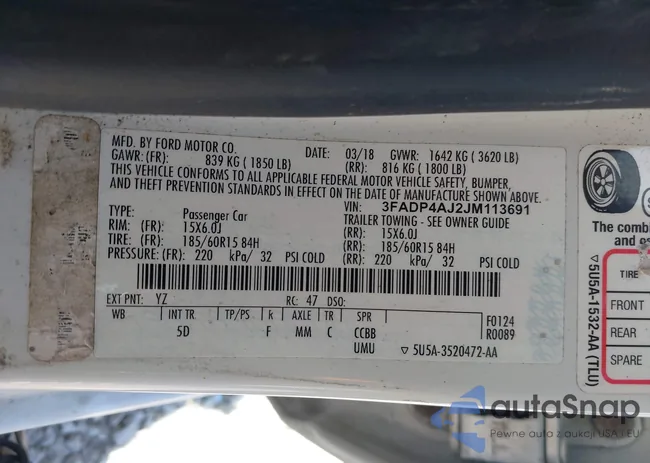 MFD. BY FORD MOTOR CO.
DATE: 03/18 GVWR: 1642 KG ( 3620 LB)
GAWR: (FR): 839 KG ( 1850 LB) (RR): 816 KG ( 1800 LB)
THIS VEHICLE CONFORMS TO ALL APPLICABLE FEDERAL MOTOR VEHICLE SAFETY, BUMPER,
AND THEFT PREVENTION STANDARDS IN EFFECT ON THE DATE OF MANUFACTURE SHOWN ABOVE.
VIN: 3FADP4AJ2JM113691
TYPE: Passenger Car TRAILER TOWING - SEE OWNER GUIDE
RIM: (FR): 15X6.0J (RR): 15X6.0J
TIRE: (FR): 185/60R15 84H (RR): 185/60R15 84H
PRESSURE: (FR): 220 kPa/ 32 PSI COLD (RR): 220 kPa/ 32 PSI COLD
EXT PNT: YZ RC: 47 DSO:
WB INT TR TP/PS R AXLE TR SPR F0124
5D F MM C CCBB R0089
UMU ▽ 5U5A-3520472-AA
The combin
and o
▽ 5U5A-1532-AA (TLU)
TIRE
FRONT
REAR
SPARE
autoSnap
Pewne auto z aukcji USA i EU